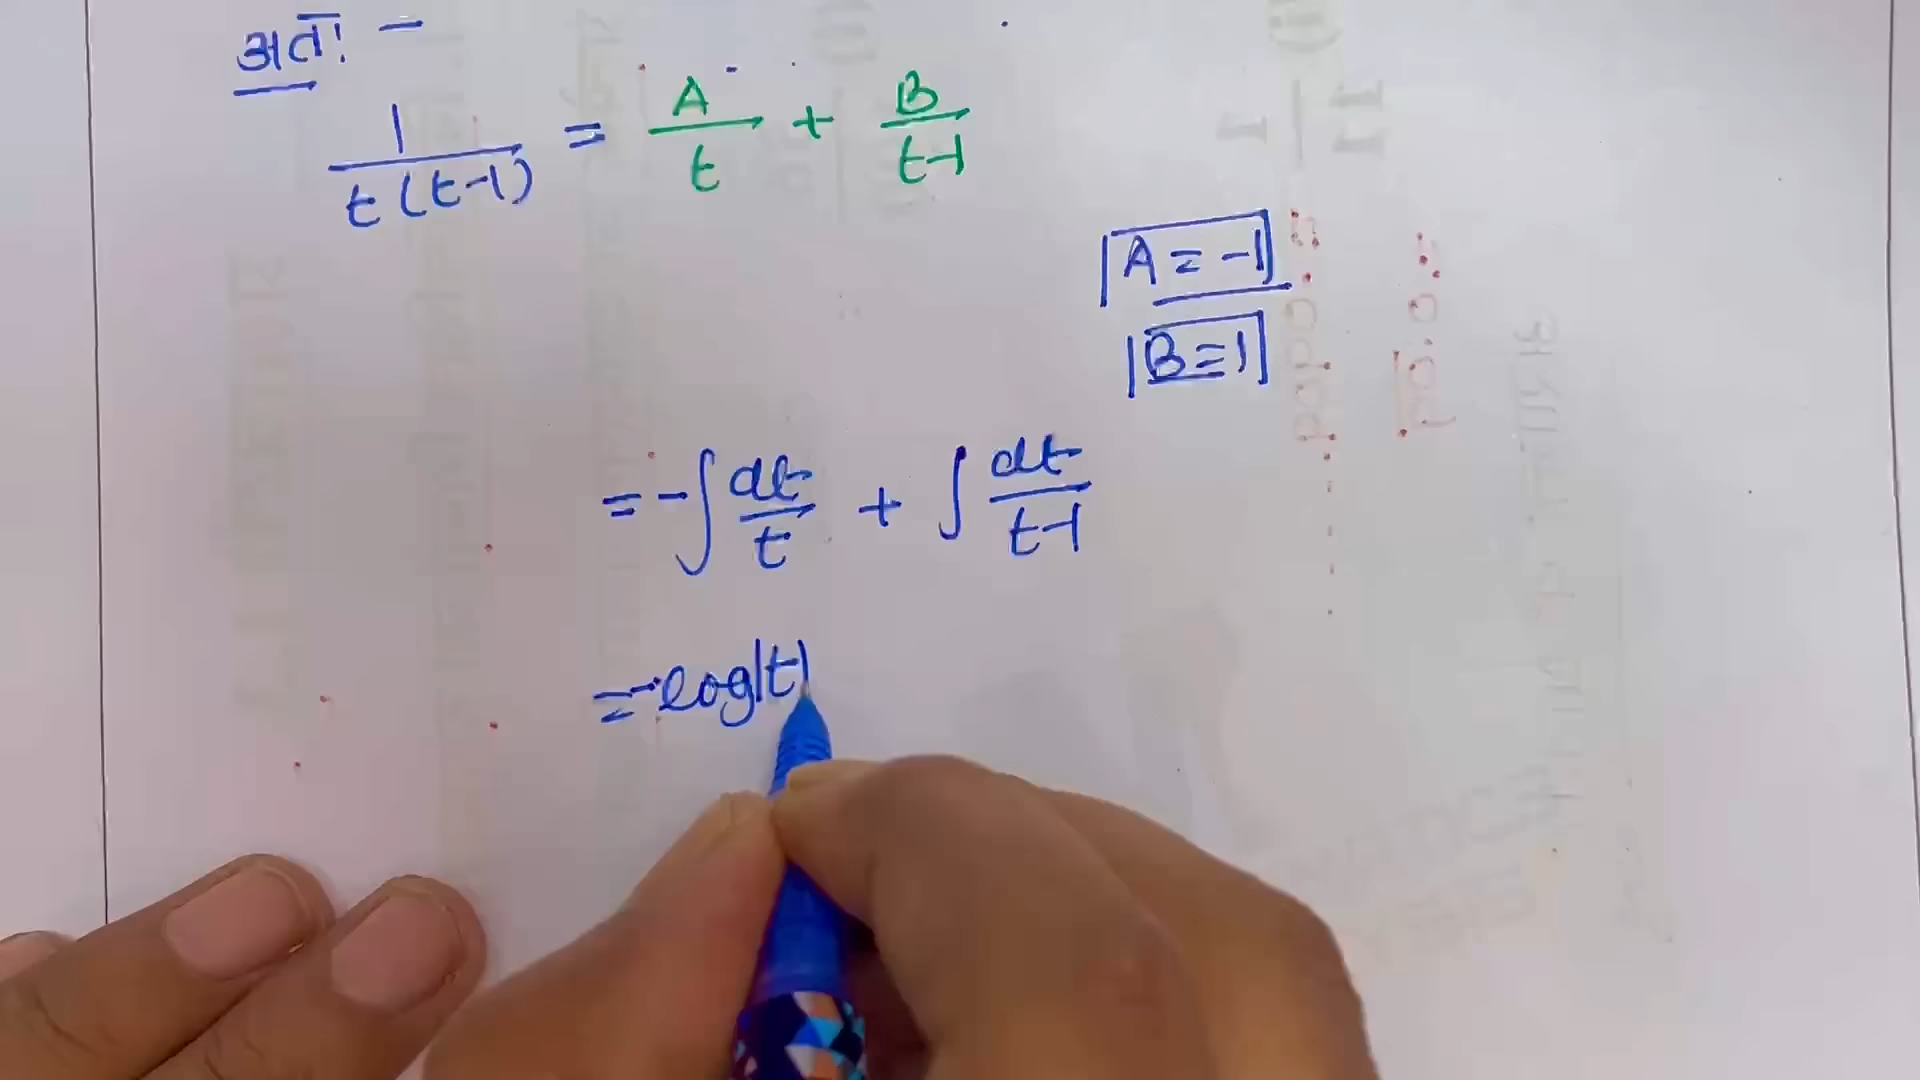 अत! -
1/t(t-1) = A/t + B/t-1
A = -1
B = 1
= -∫dt/t + ∫dt/t-1
= -log|t|